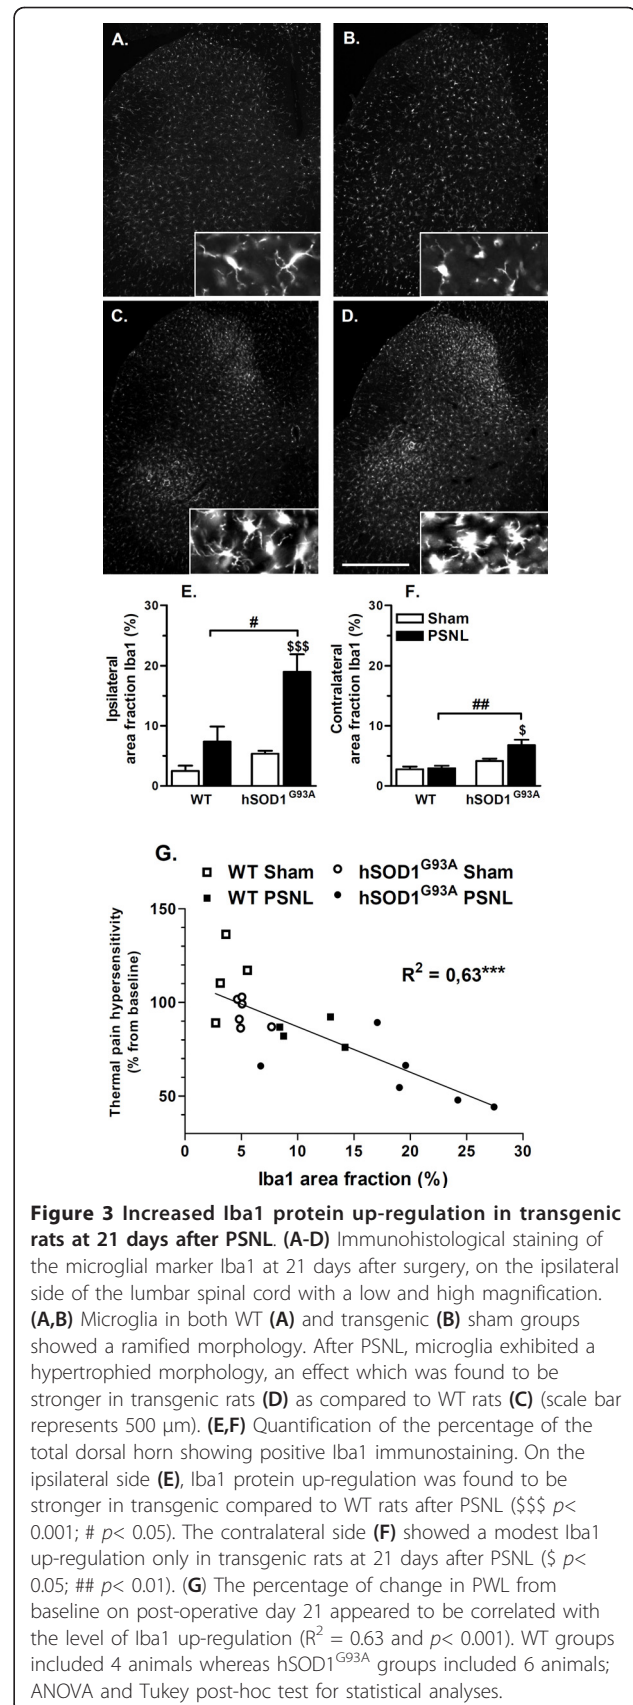 A.
B.
C.
D.
E.
F.
Ipsilateral
area fraction Iba1 (%)
30
20
10
0
#
$$$
WT
hSOD1 G93A
Contralateral
area fraction Iba1 (%)
30
20
10
0
Sham
PSNL
##
$
WT
hSOD1 G93A
G.
WT Sham
hSOD1G93A Sham
WT PSNL
hSOD1G93A PSNL
Thermal pain hypersensitivity
(% from baseline)
150
100
50
R2 = 0,63***
0 5 10 15 20 25 30
Iba1 area fraction (%)
Figure 3 Increased Iba1 protein up-regulation in transgenic
rats at 21 days after PSNL. (A-D) Immunohistological staining of
the microglial marker Iba1 at 21 days after surgery, on the ipsilateral
side of the lumbar spinal cord with a low and high magnification.
(A,B) Microglia in both WT (A) and transgenic (B) sham groups
showed a ramified morphology. After PSNL, microglia exhibited a
hypertrophied morphology, an effect which was found to be
stronger in transgenic rats (D) as compared to WT rats (C) (scale bar
represents 500 μm). (E,F) Quantification of the percentage of the
total dorsal horn showing positive Iba1 immunostaining. On the
ipsilateral side (E), Iba1 protein up-regulation was found to be
stronger in transgenic compared to WT rats after PSNL ($$$ p<
0.001; # p< 0.05). The contralateral side (F) showed a modest Iba1
up-regulation only in transgenic rats at 21 days after PSNL ($ p<
0.05; ## p< 0.01). (G) The percentage of change in PWL from
baseline on post-operative day 21 appeared to be correlated with
the level of Iba1 up-regulation (R2 = 0.63 and p< 0.001). WT groups
included 4 animals whereas hSOD1G93A groups included 6 animals;
ANOVA and Tukey post-hoc test for statistical analyses.